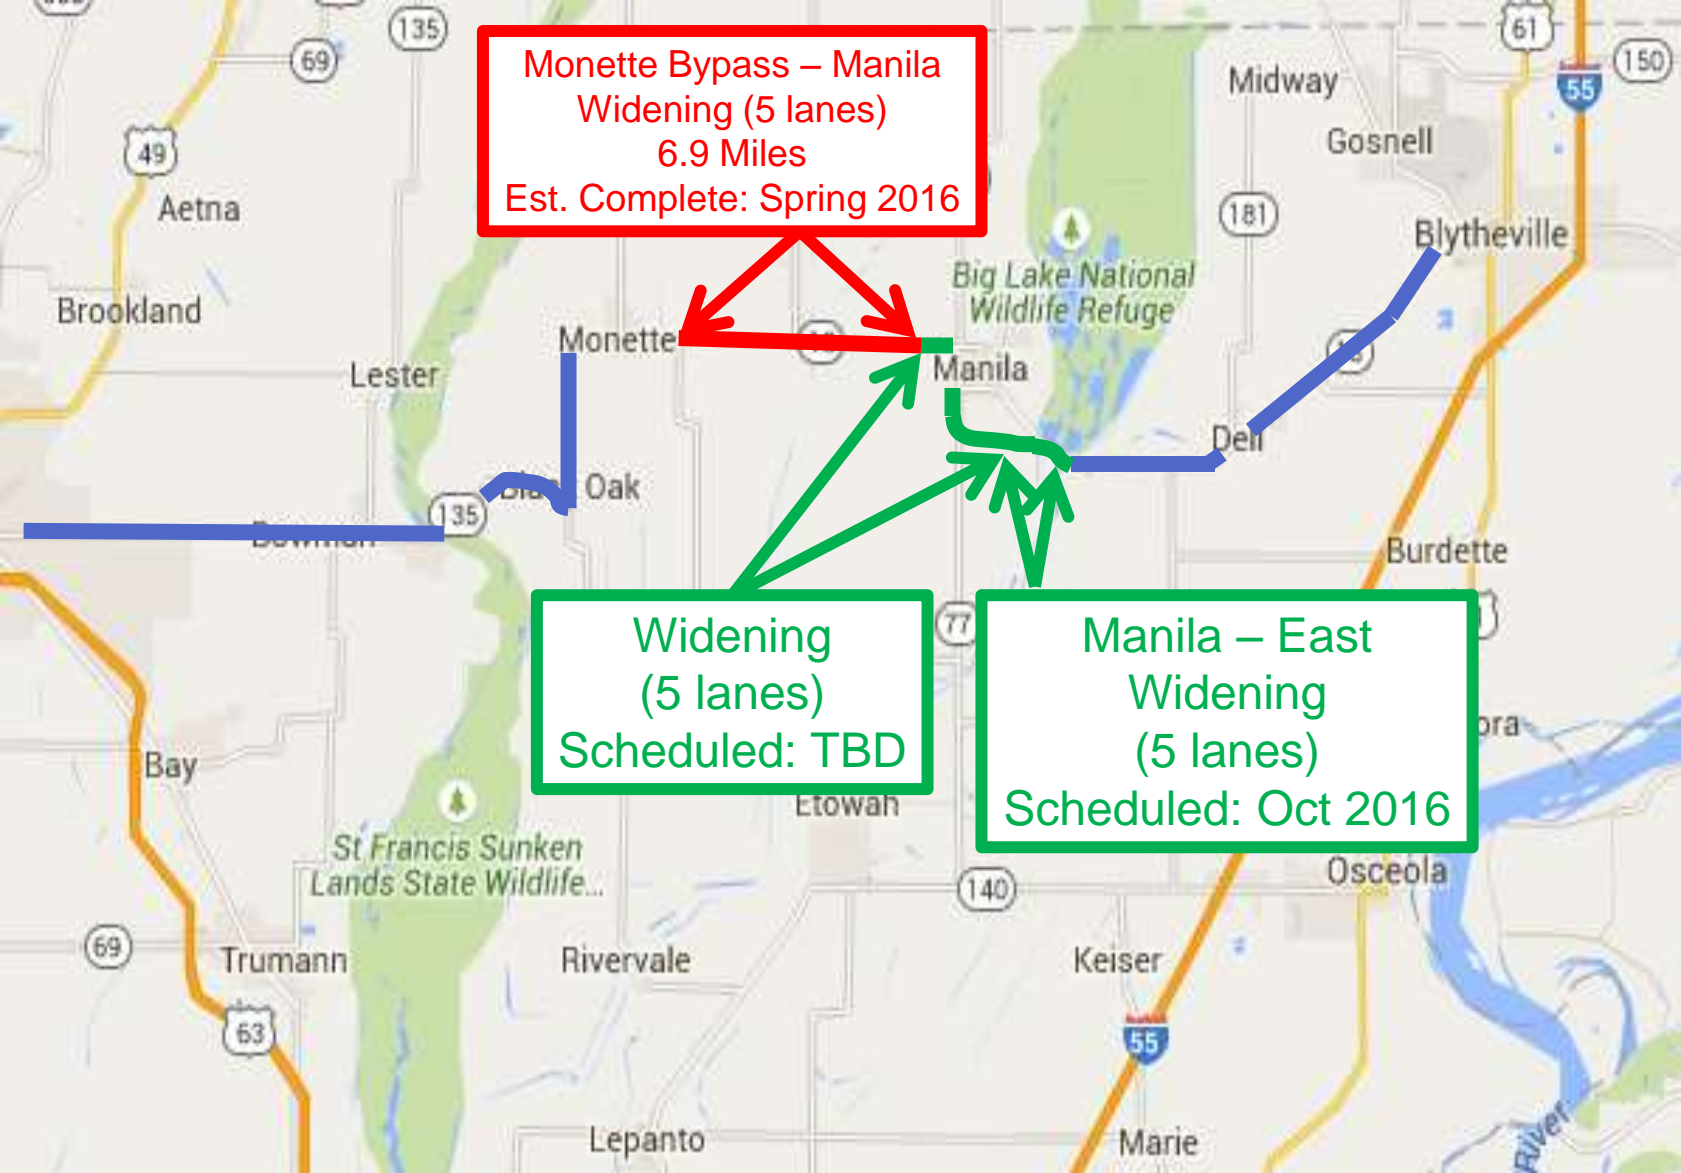 135
61
69
150
Monette Bypass – Manila
Widening (5 lanes)
6.9 Miles
Est. Complete: Spring 2016
Midway
55
49
Gosnell
Aetna
181
Blytheville
Big Lake National
Wildlife Refuge
Brookland
Monette
Manila
Lester
Dell
Oak
135
Burdette
Widening
(5 lanes)
Scheduled: TBD
77
Manila – East
Widening
(5 lanes)
Scheduled: Oct 2016
ora
Bay
Etowah
St Francis Sunken
Lands State Wildlife...
Osceola
140
69
Trumann
Rivervale
Keiser
63
55
Lepanto
Marie
River